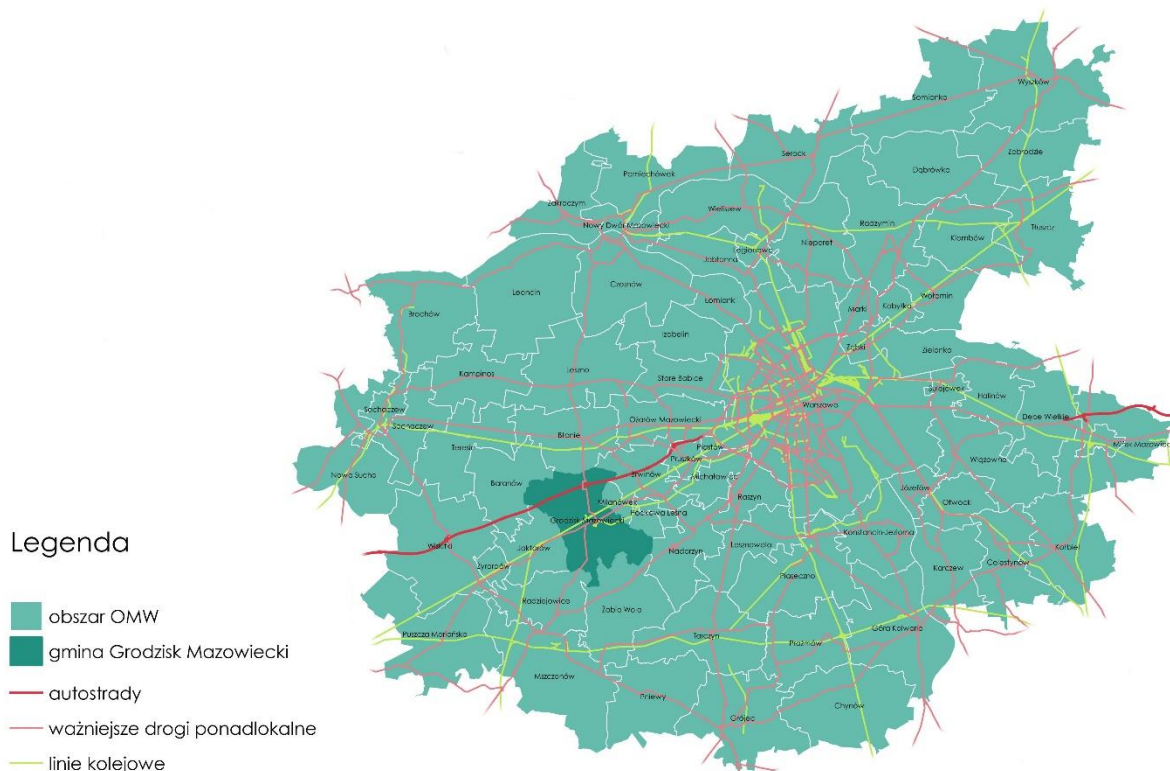 Wyszków
Somianka
Zabrodzie
Serock
Dąbrówka
Pomiechówek
Zakroczym
Wieliszew
Radzymin
Nowy Dwór Mazowiecki
Tłuszcz
Klembów
Nieporęt
Legionowo
Jabłonna
Czosnów
Leoncin
Wołomin
Łomianki
Kobyłka
Marki
Brochów
Izabelin
Ząbki
Zielonka
Leszno
Kampinos
Stare Babice
Sulejówek
Halinów
Warszawa
Sochaczew
Dębe Wielkie
Ożarów Mazowiecki
Sochaczew
Błonie
Mińsk Mazowiecki
Teresin
Piastów
Pruszków
Wiązowna
Nowa Sucha
Brwinów
Michałowice
Baranów
Józefów
Raszyn
Milanówek
Otwock
Podkowa Leśna
Grodzisk Mazowiecki
Konstancin-Jeziorna
Legenda
Wiskitki
Jaktorów
Nadarzyn
Lesznowola
Kołbiel
Celestynów
Żyrardów
Karczew
Piaseczno
Radziejowice
Żabia Wola
obszar OMW
Góra Kalwaria
Puszcza Mariańska
Tarczyn
Prażmów
gmina Grodzisk Mazowiecki
Mszczonów
autostrady
Pniewy
Chynów
Grójec
ważniejsze drogi ponadlokalne
linie kolejowe